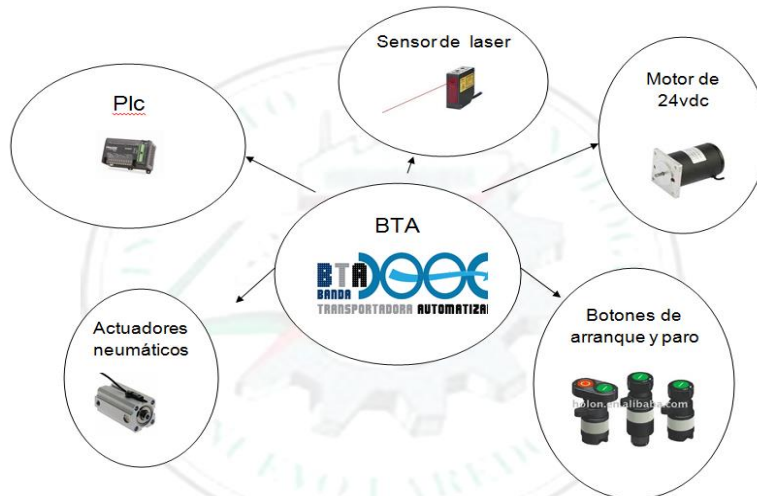 Sensor de laser
Motor de
24vdc
Plc
BTA
BTA
BANDA
TRANSPORTADORA AUTOMATIZA
Actuadores
neumáticos
Botones de
arranque y paro